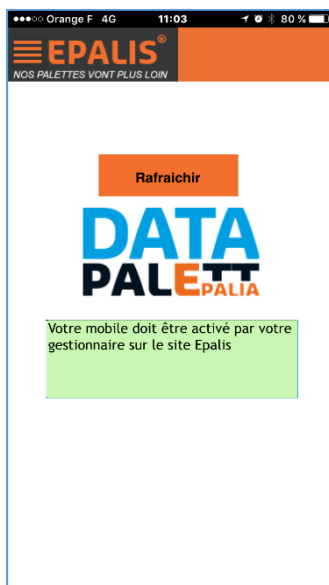 Orange F 4G 11:03 80 %
EPALIS®
NOS PALETTES VONT PLUS LOIN
Rafraichir
DATA
PALETT
PALIA
Votre mobile doit être activé par votre
gestionnaire sur le site Epalis